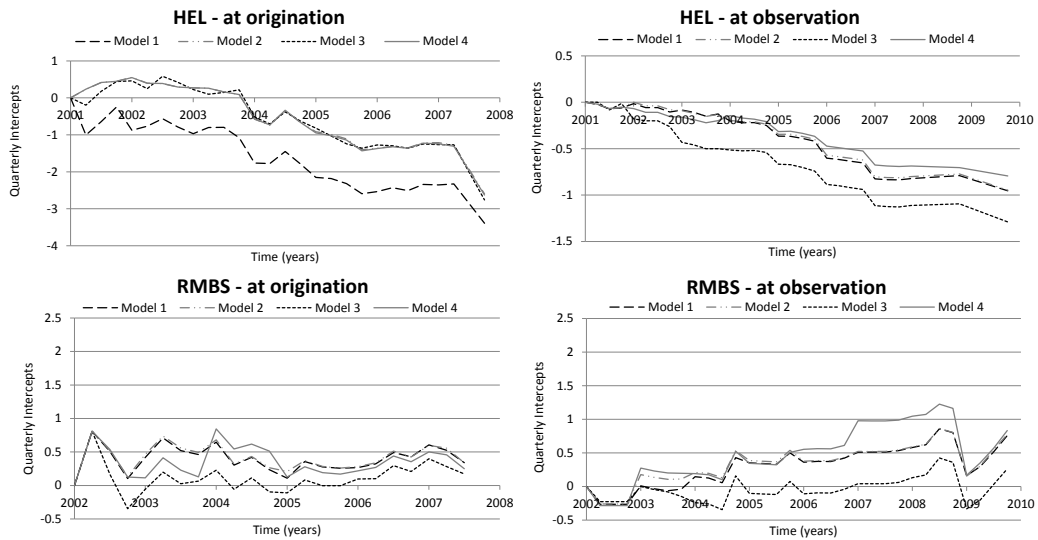 HEL - at origination
Model 1 Model 2 Model 3 Model 4
Quarterly Intercepts
1
0
-1
-2
-3
-4
2001 2002 2003 2004 2005 2006 2007 2008
Time (years)
HEL - at observation
Model 1 Model 2 Model 3 Model 4
Quarterly Intercepts
0.5
0
-0.5
-1
-1.5
2001 2002 2003 2004 2005 2006 2007 2008 2009 2010
Time (years)
RMBS - at origination
Model 1 Model 2 Model 3 Model 4
Quarterly Intercepts
2.5
2
1.5
1
0.5
0
-0.5
2002 2003 2004 2005 2006 2007 2008
Time (years)
RMBS - at observation
Model 1 Model 2 Model 3 Model 4
Quarterly Intercepts
2.5
2
1.5
1
0.5
0
-0.5
2002 2003 2004 2005 2006 2007 2008 2009 2010
Time (years)